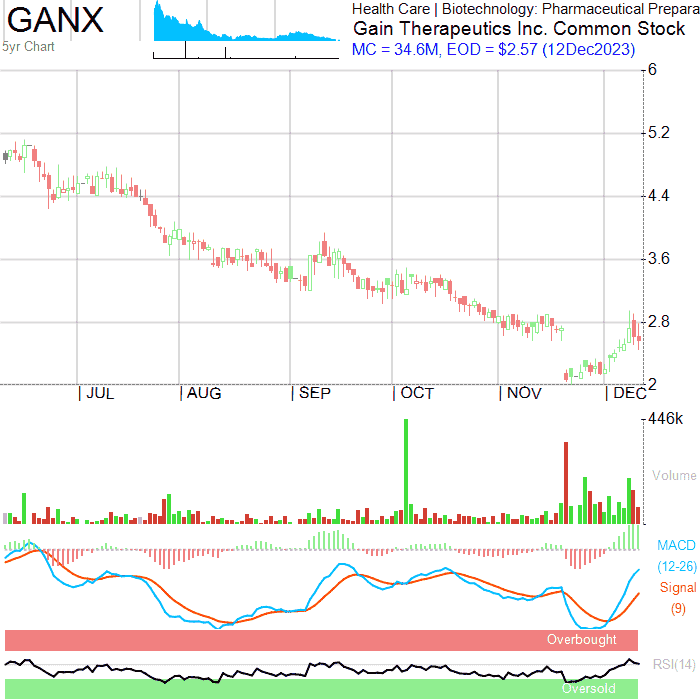 GANX
5yr Chart
Health Care | Biotechnology: Pharmaceutical Prepara
Gain Therapeutics Inc. Common Stock
MC = 34.6M, EOD = $2.57 (12Dec2023)
6
5.2
4.4
3.6
2.8
2
| JUL | AUG | SEP | OCT | NOV | DEC
446k
Volume
MACD
(12-26)
Signal
(9)
Overbought
RSI(14)
Oversold